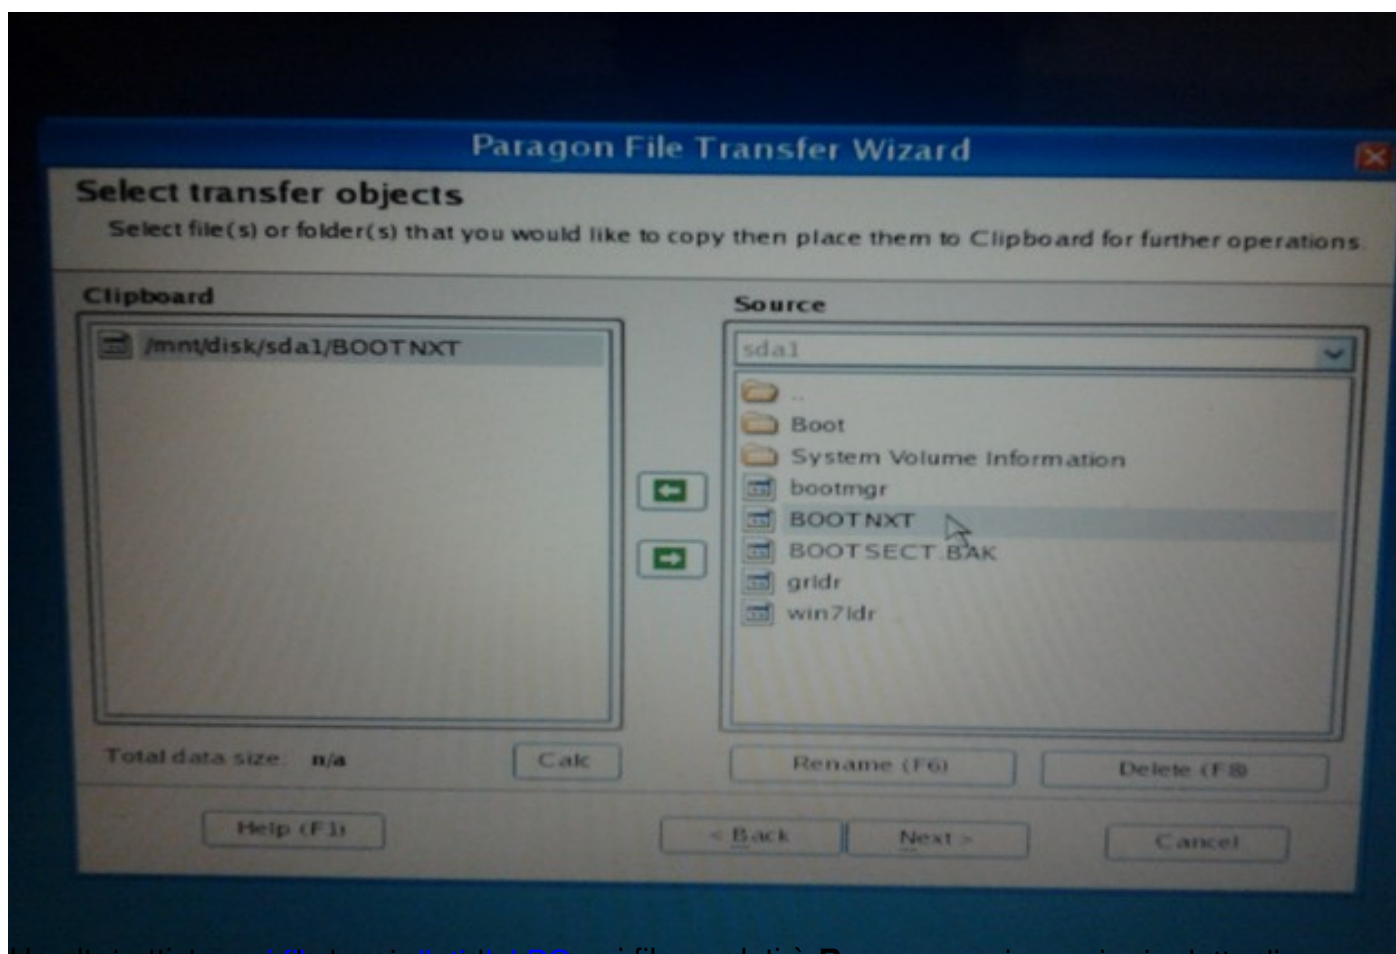 Paragon File Transfer Wizard
Select transfer objects
Select file(s) or folder(s) that you would like to copy then place them to Clipboard for further operations.
Clipboard
/mnt/disk/sda1/BOOTNXT
Source
sda1
..
Boot
System Volume Information
bootmgr
BOOTNXT
BOOTSECT.BAK
grldr
win7ldr
Total data size: n/a
Calc
Rename (F6)
Delete (F8)
Help (F1)
< Back
Next >
Cancel